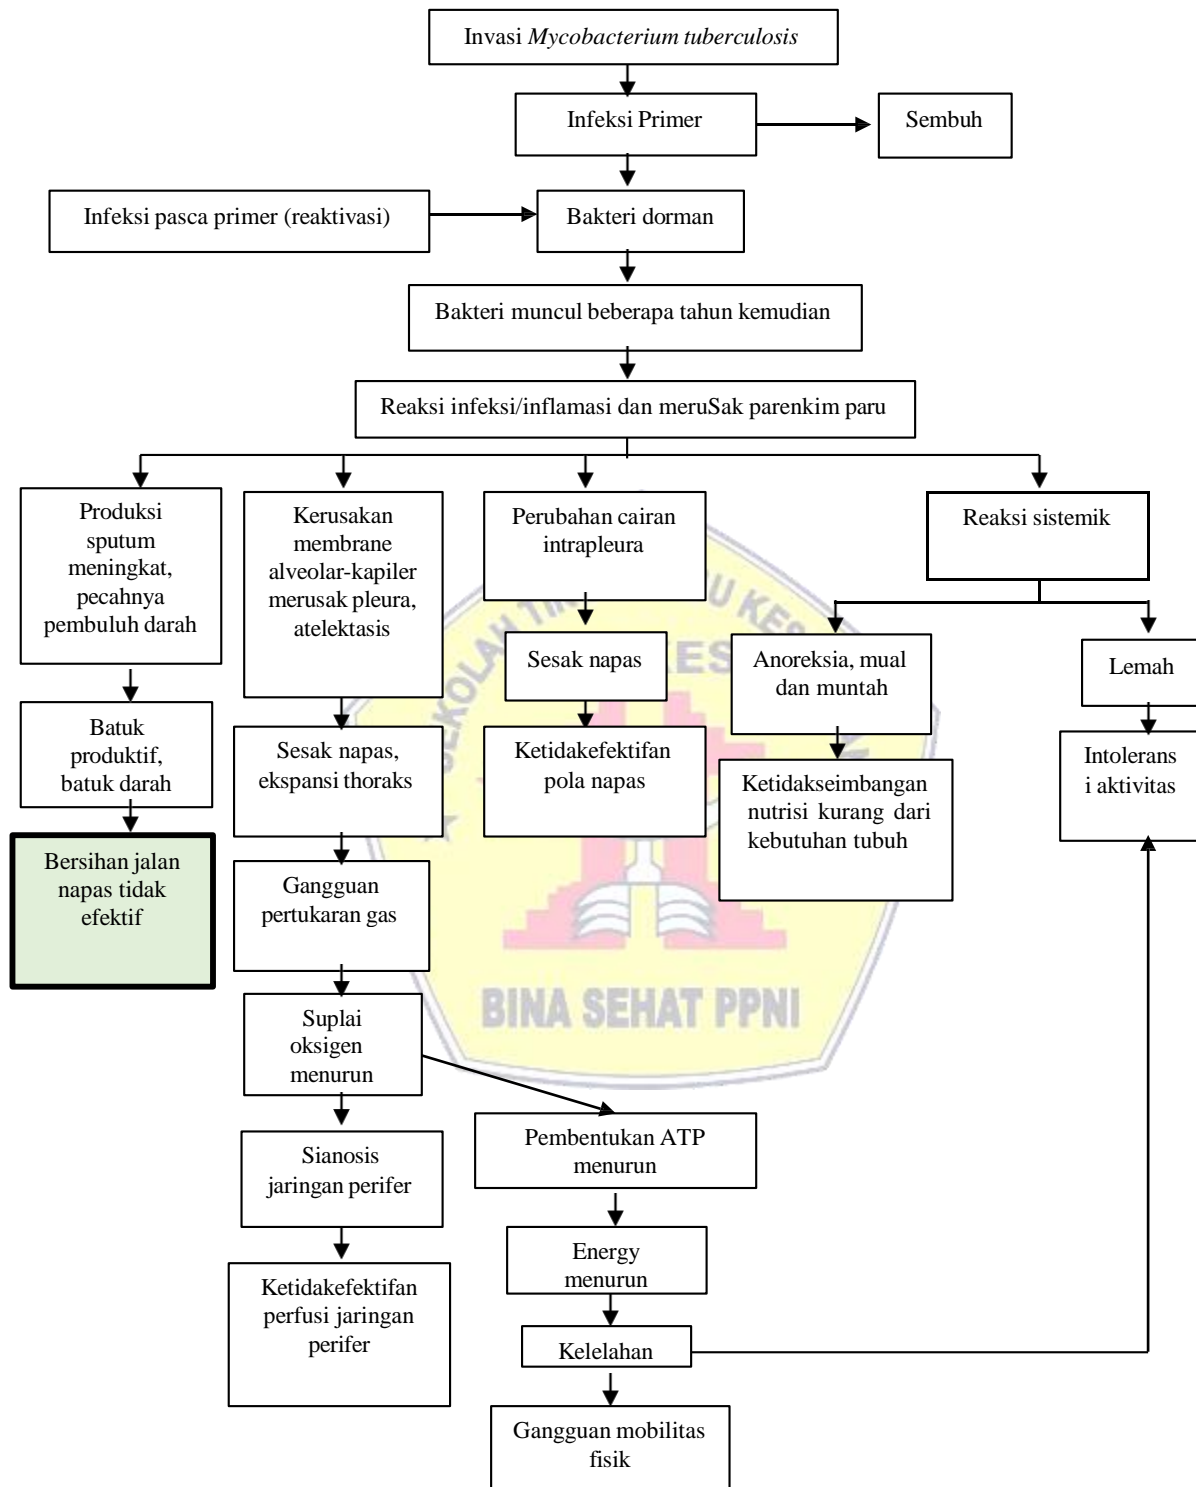 Invasi Mycobacterium tuberculosis
Infeksi Primer
Sembuh
Infeksi pasca primer (reaktivasi)
Bakteri dorman
Bakteri muncul beberapa tahun kemudian
Reaksi infeksi/inflamasi dan meruSak parenkim paru
Produksi
sputum
meningkat,
pecahnya
pembuluh darah
Kerusakan
membrane
alveolar-kapiler
merusak pleura,
atelektasis
Perubahan cairan
intrapleura
Reaksi sistemik
Sesak napas
Anoreksia, mual
dan muntah
Lemah
Batuk
produktif,
batuk darah
Sesak napas,
ekspansi thoraks
Ketidakefektifan
pola napas
Ketidakseimbangan
nutrisi kurang dari
kebutuhan tubuh
Intolerans
i aktivitas
Bersihan jalan
napas tidak
efektif
Gangguan
pertukaran gas
BINA SEHAT PPNI
Suplai
oksigen
menurun
Pembentukan ATP
menurun
Sianosis
jaringan perifer
Energy
menurun
Ketidakefektifan
perfusi jaringan
perifer
Kelelahan
Gangguan mobilitas
fisik